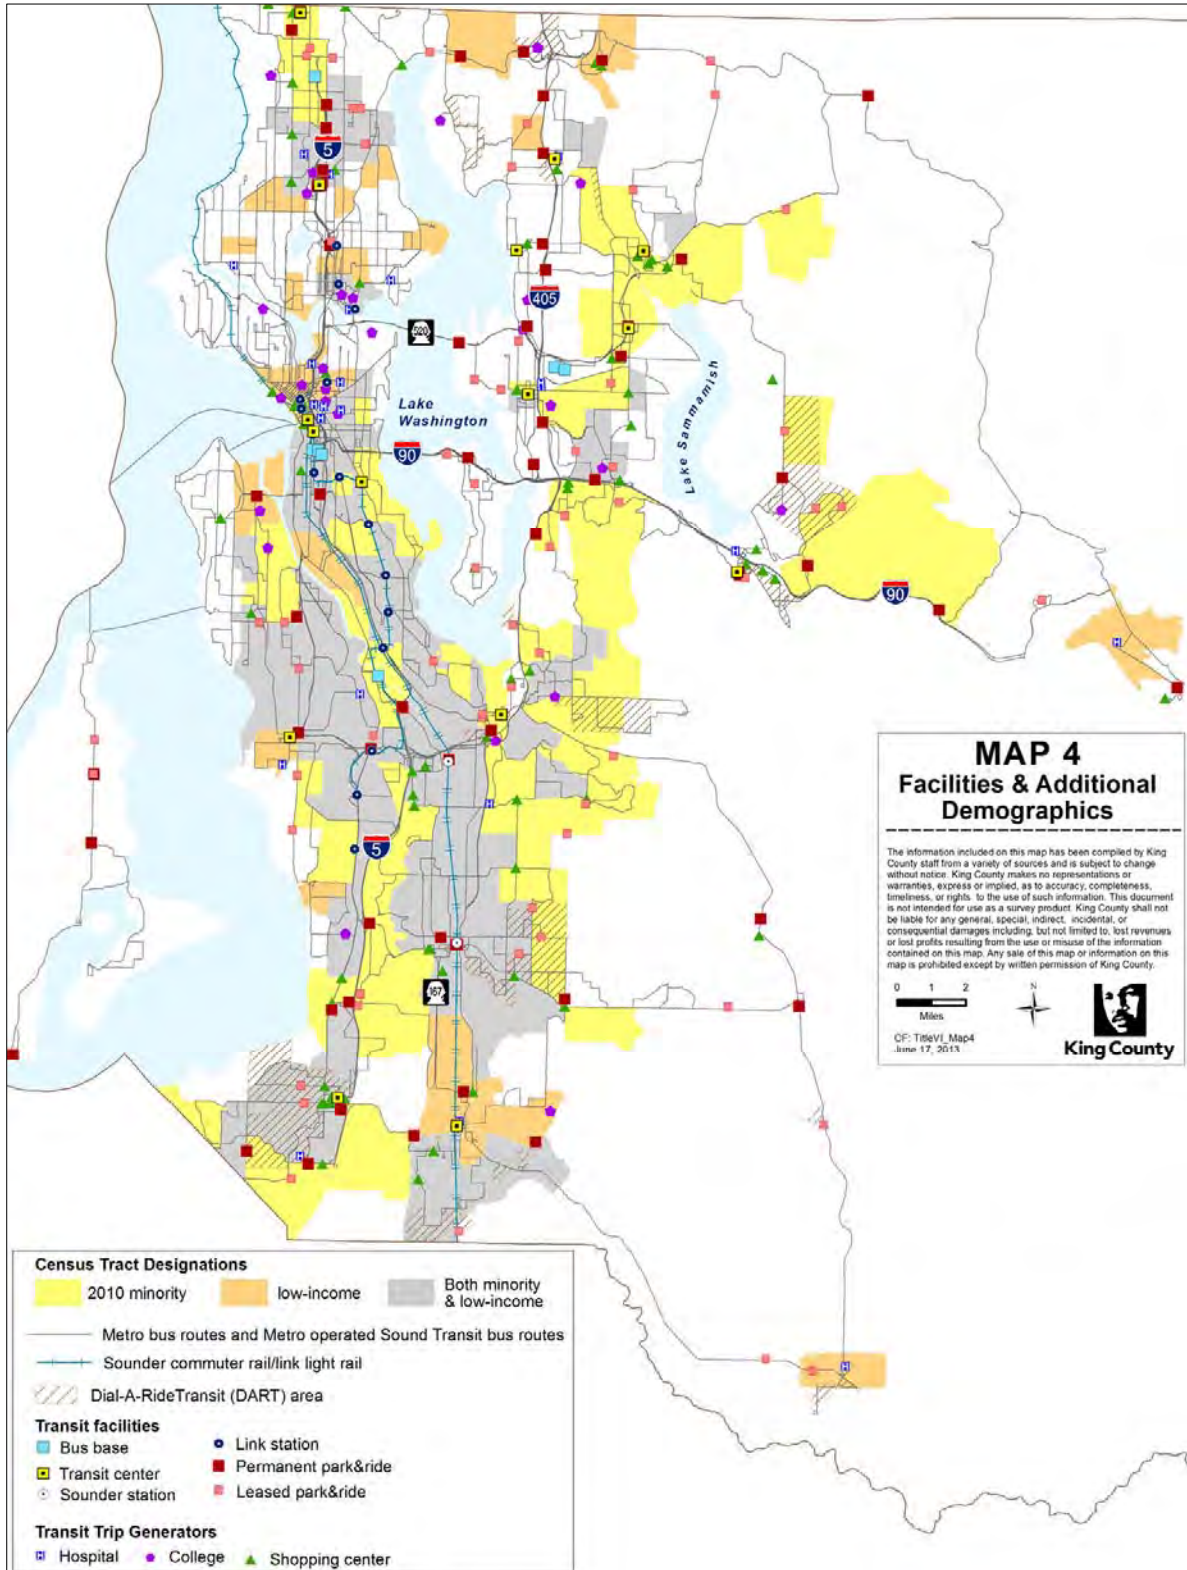 5
405
520
Lake
Washington
Lake Sammamish
90
90
MAP 4
Facilities & Additional
Demographics
The information included on this map has been compiled by King
County staff from a variety of sources and is subject to change
without notice. King County makes no representations or
warranties, express or implied, as to accuracy, completeness,
timeliness, or rights to the use of such information. This document
is not intended for use as a survey product. King County shall not
be liable for any general, special, indirect, incidental, or
consequential damages including, but not limited to, lost revenues
or lost profits resulting from the use or misuse of the information
contained on this map. Any sale of this map or information on this
map is prohibited except by written permission of King County.
0 1 2
Miles
N
CF: TitleVI_Map4
June 17, 2013
King County
5
167
Census Tract Designations
2010 minority
low-income
Both minority
& low-income
Metro bus routes and Metro operated Sound Transit bus routes
Sounder commuter rail/link light rail
Dial-A-RideTransit (DART) area
Transit facilities
Bus base
Link station
Transit center
Permanent park&ride
Sounder station
Leased park&ride
Transit Trip Generators
H Hospital
College
Shopping center